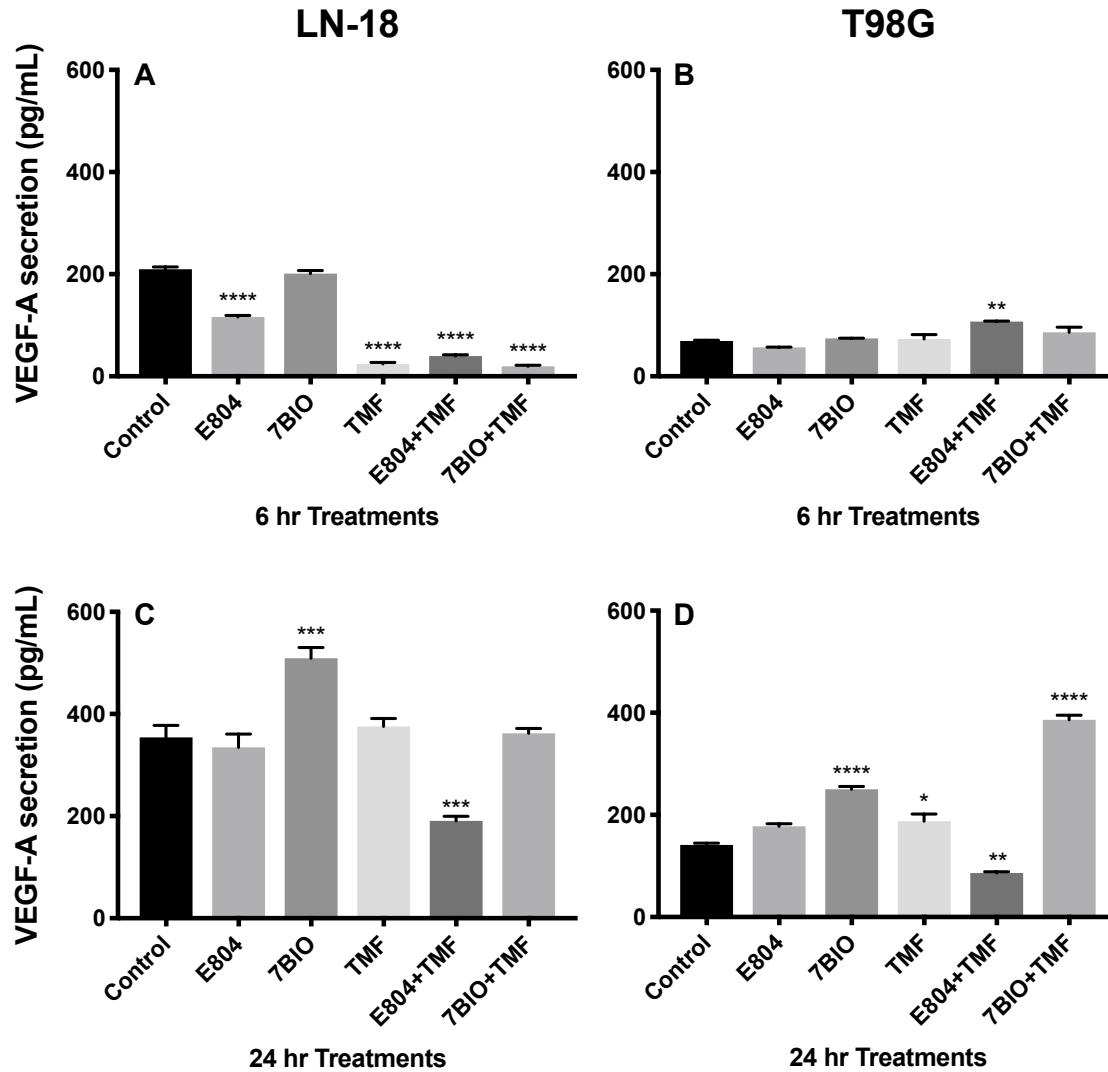 LN-18
T98G
A
VEGF-A secretion (pg/mL)
600
400
200
0
****
****
****
****
Control
E804
7BIO
TMF
E804+TMF
7BIO+TMF
6 hr Treatments
B
600
400
200
0
**
Control
E804
7BIO
TMF
E804+TMF
7BIO+TMF
6 hr Treatments
C
VEGF-A secretion (pg/mL)
600
400
200
0
***
***
Control
E804
7BIO
TMF
E804+TMF
7BIO+TMF
24 hr Treatments
D
600
400
200
0
****
*
**
****
Control
E804
7BIO
TMF
E804+TMF
7BIO+TMF
24 hr Treatments